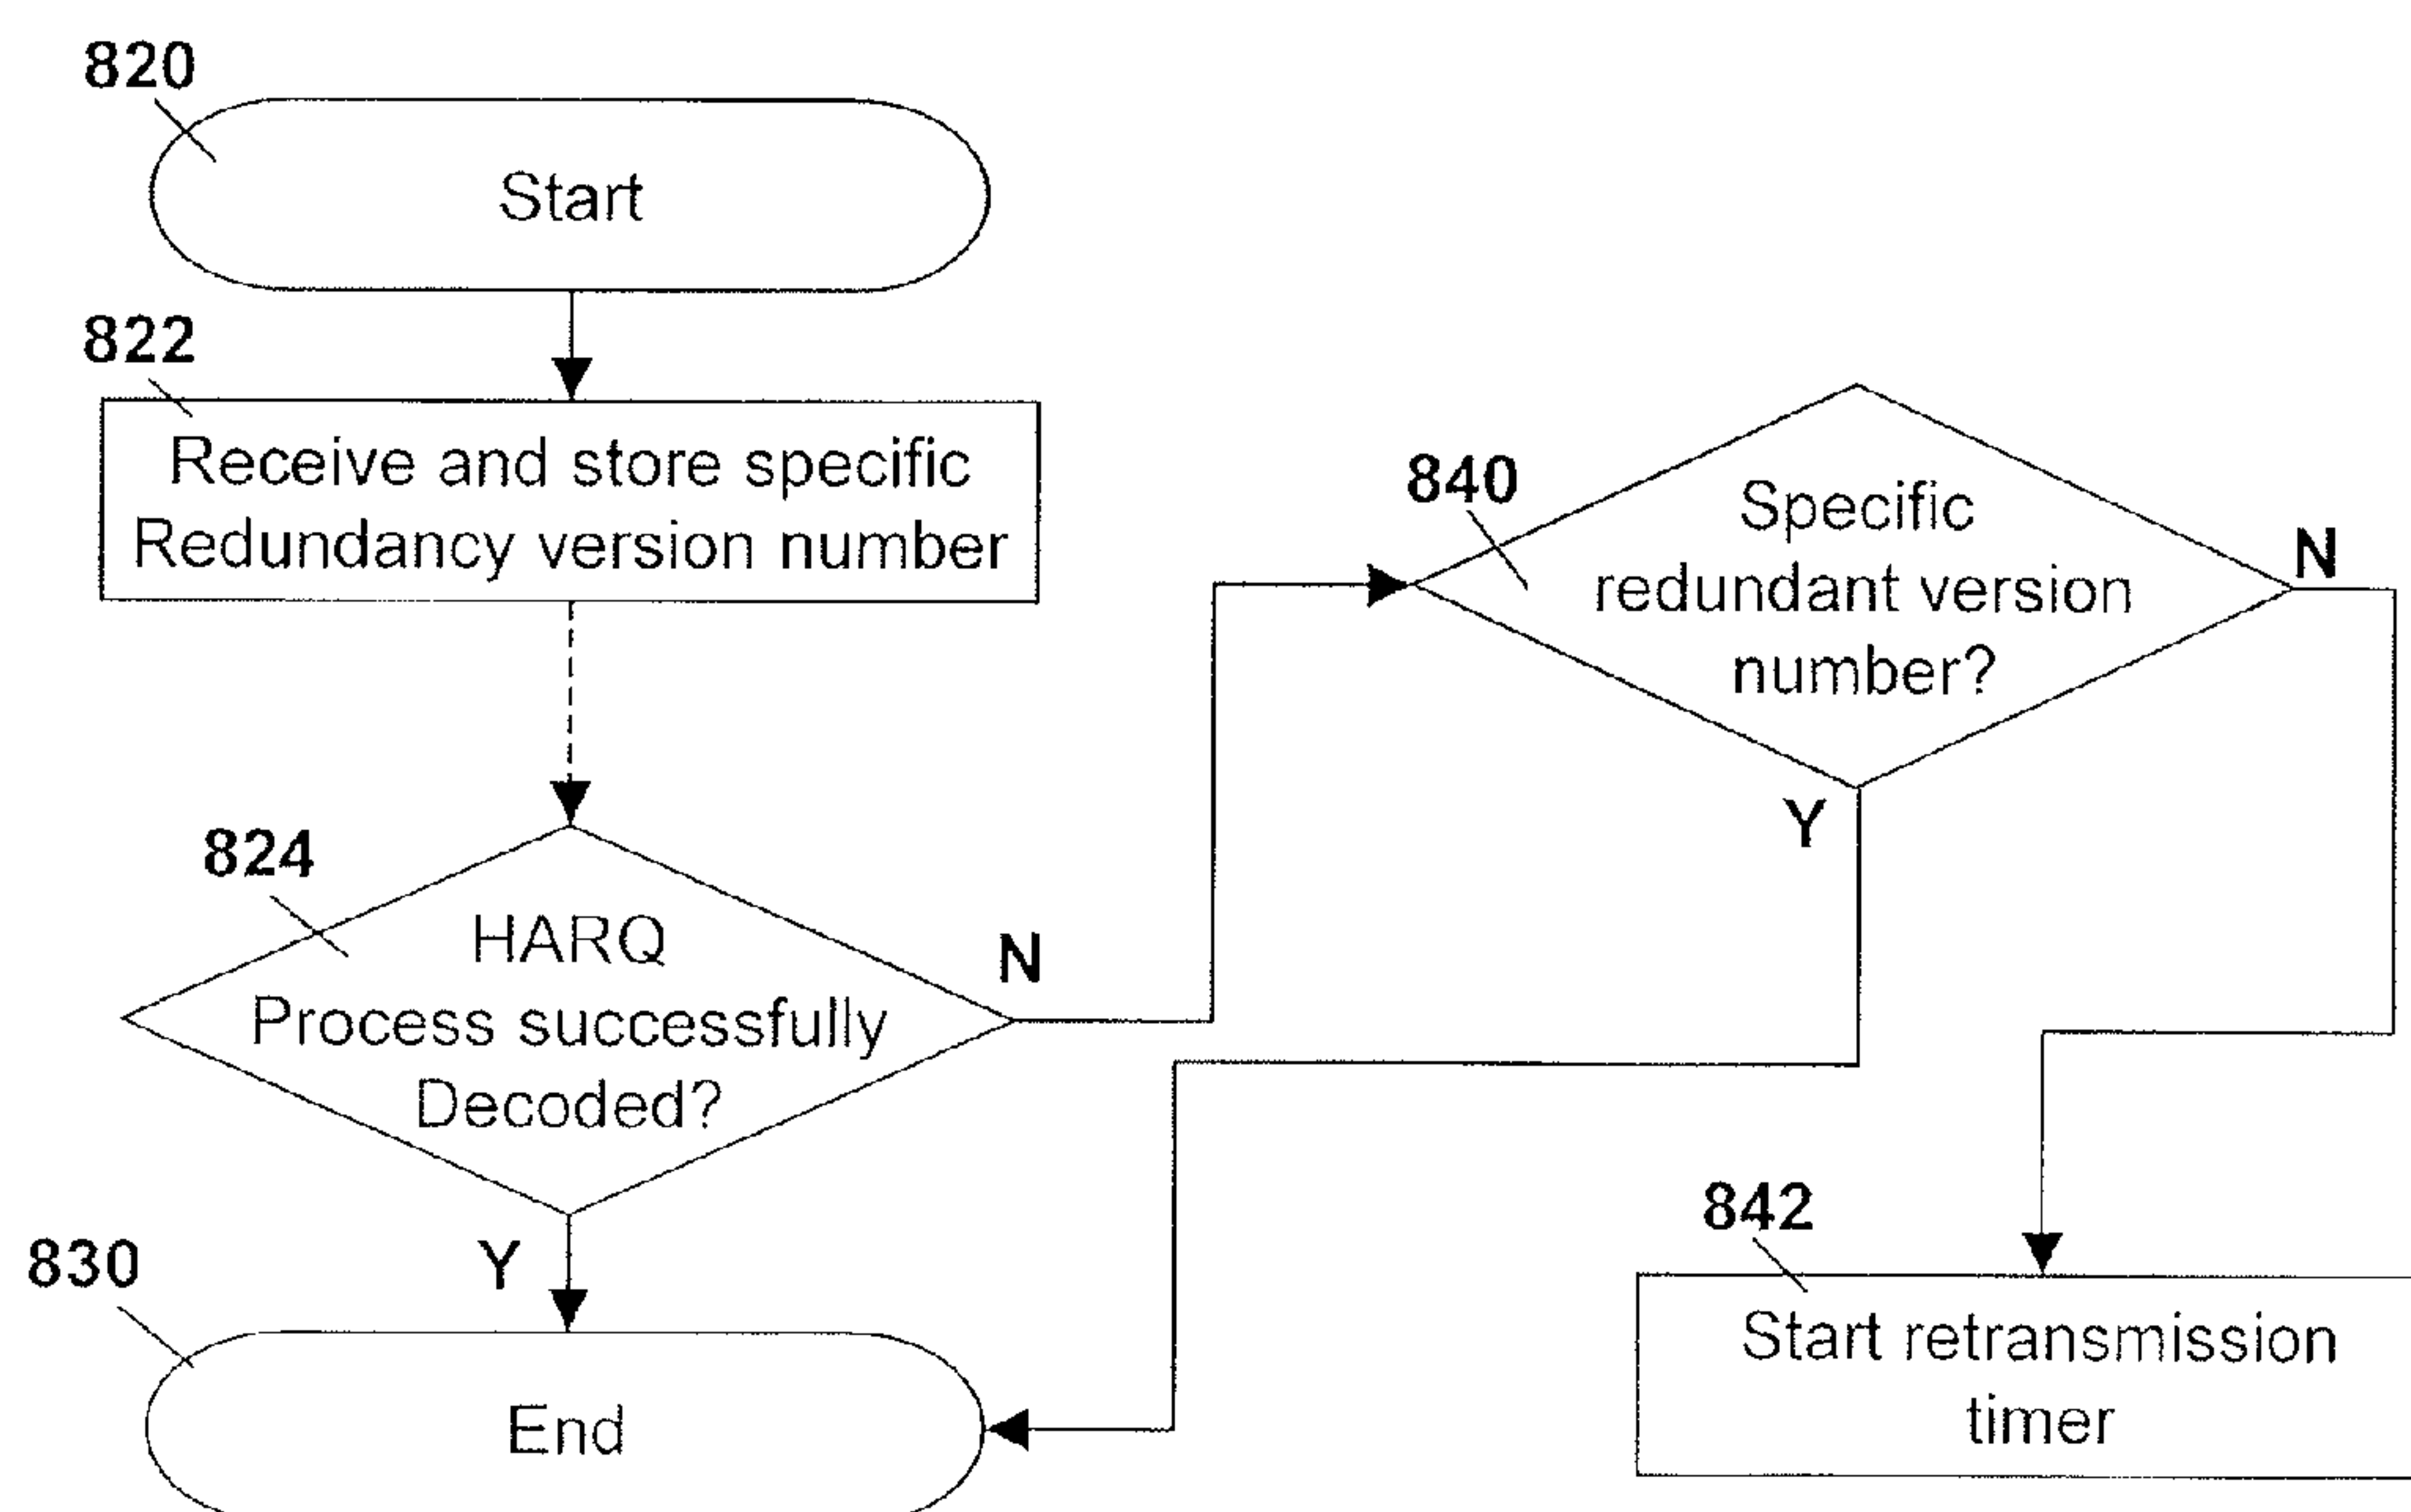 820
Start
822
Receive and store specific
Redundancy version number
824
HARQ
Process successfully
Decoded?
N
Y
830
End
840
Specific
redundant version
number?
N
Y
842
Start retransmission
timer